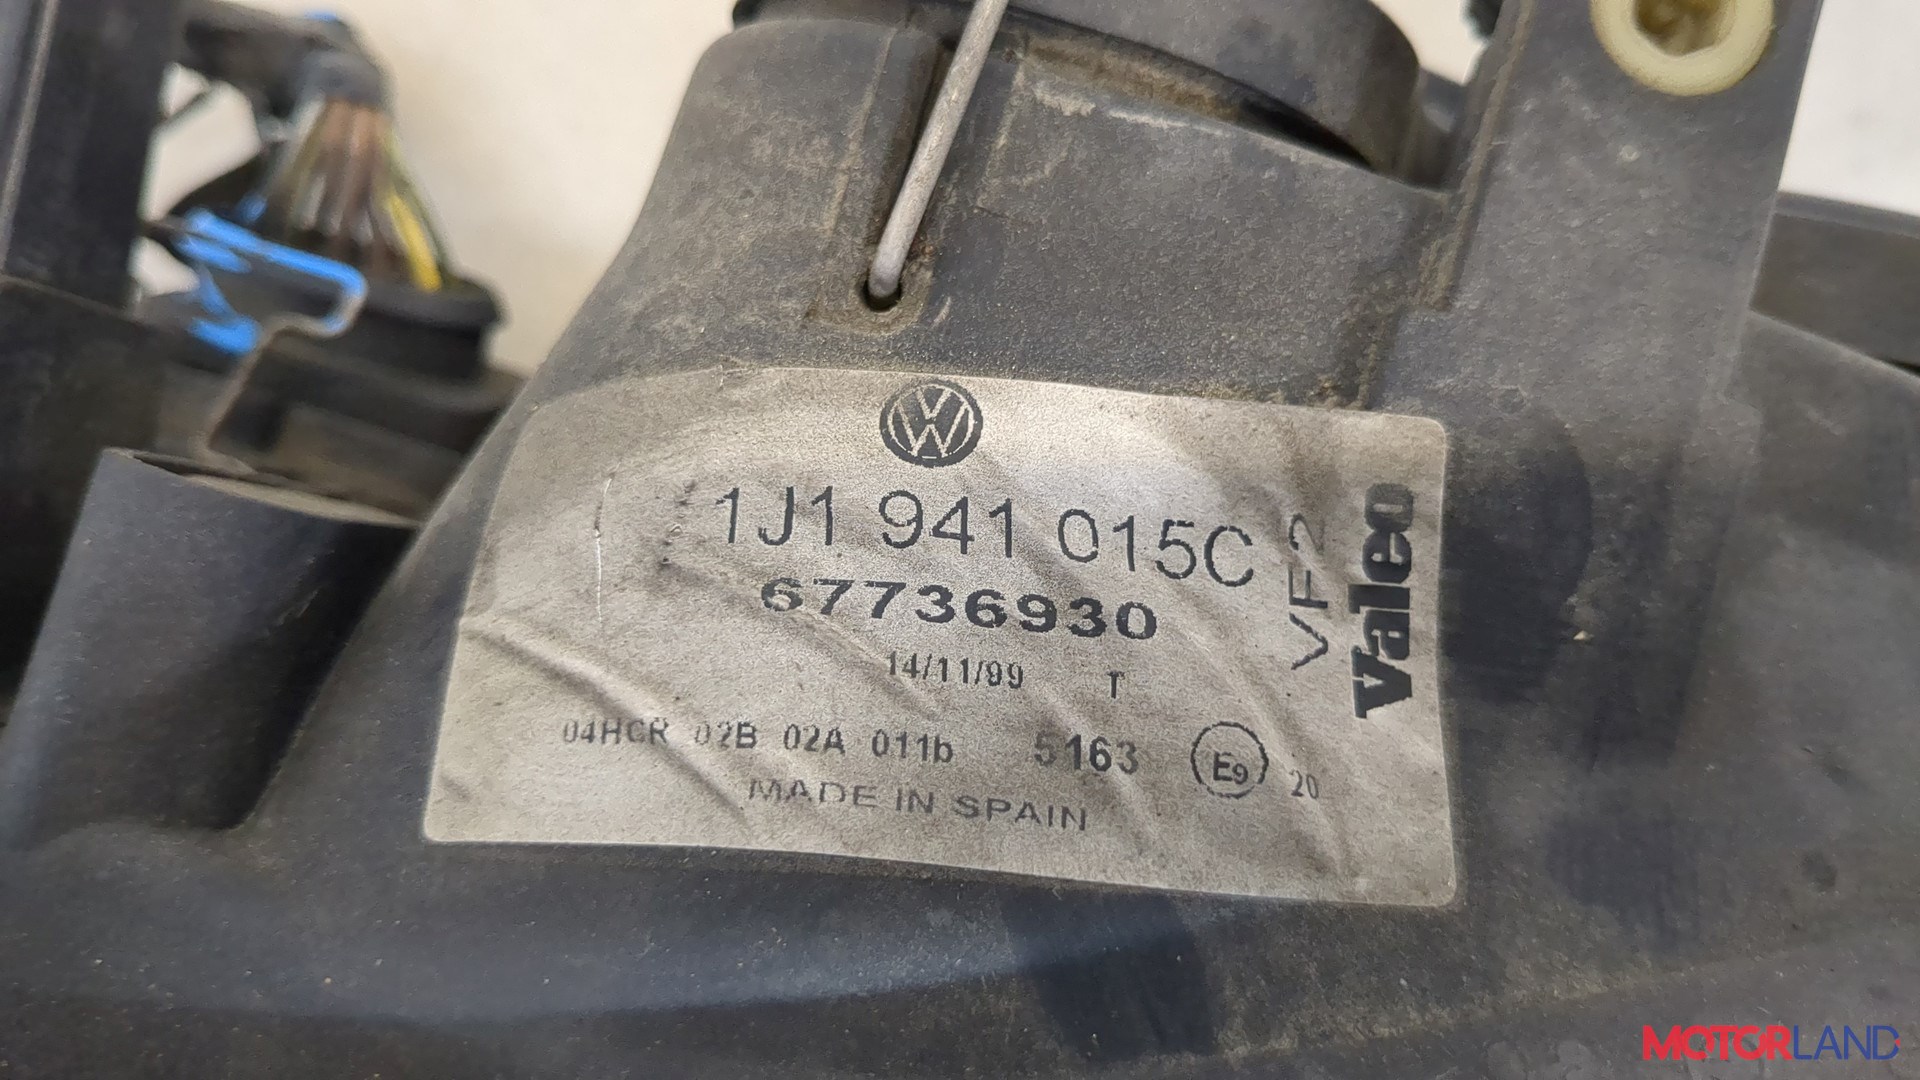 VW
1J1 941 015C
67736930
14/11/99 T
04HCR 02B 02A 011b 5163 E9 20
MADE IN SPAIN
VF2
Valeo
MOTORLAND